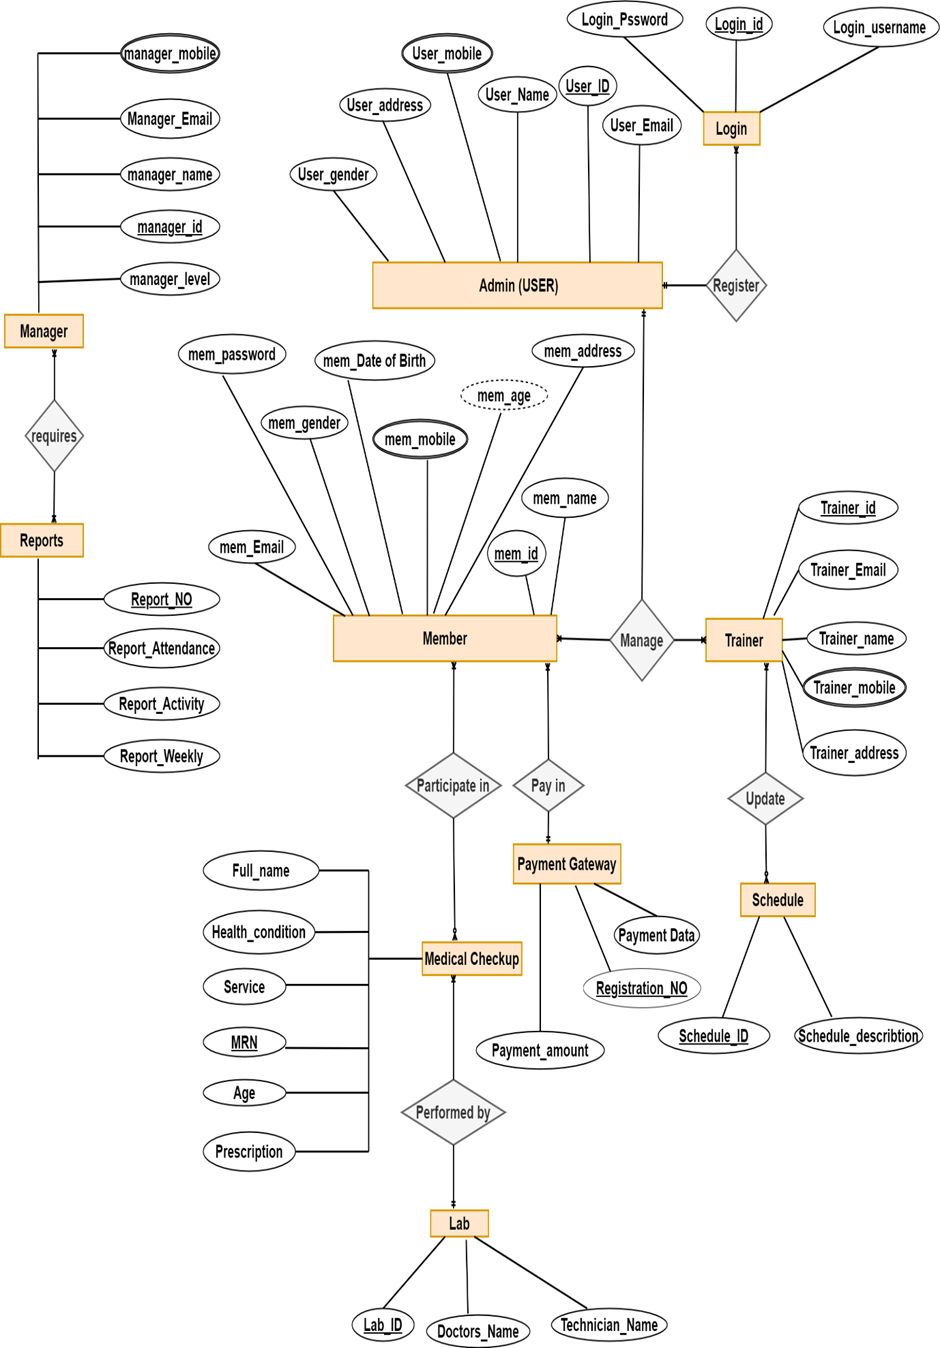 Login_Pssword
Login_id
Login_username
manager_mobile
User_mobile
User_Name
User_ID
User_address
Manager_Email
User_Email
Login
manager_name
User_gender
manager_id
manager_level
Admin (USER)
Register
Manager
mem_password
mem_Date of Birth
mem_address
mem_age
mem_gender
mem_mobile
requires
mem_name
Trainer_id
Reports
mem_Email
mem_id
Trainer_Email
Report_NO
Member
Manage
Trainer
Trainer_name
Report_Attendance
Trainer_mobile
Report_Activity
Trainer_address
Report_Weekly
Participate in
Pay in
Update
Full_name
Payment Gateway
Schedule
Health_condition
Payment Data
Medical Checkup
Service
Registration_NO
MRN
Schedule_ID
Schedule_describtion
Payment_amount
Age
Performed by
Prescription
Lab
Lab_ID
Doctors_Name
Technician_Name